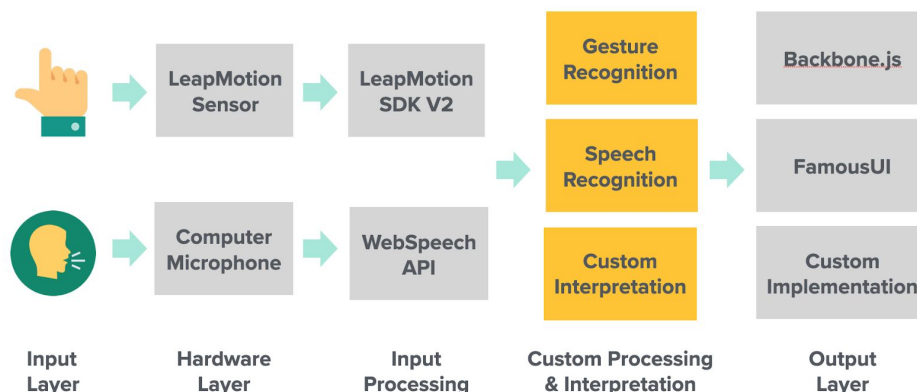 LeapMotion
Sensor
LeapMotion
SDK V2
Gesture
Recognition
Backbone.js
Speech
Recognition
FamousUI
Computer
Microphone
WebSpeech
API
Custom
Interpretation
Custom
Implementation
Input
Layer
Hardware
Layer
Input
Processing
Custom Processing
& Interpretation
Output
Layer